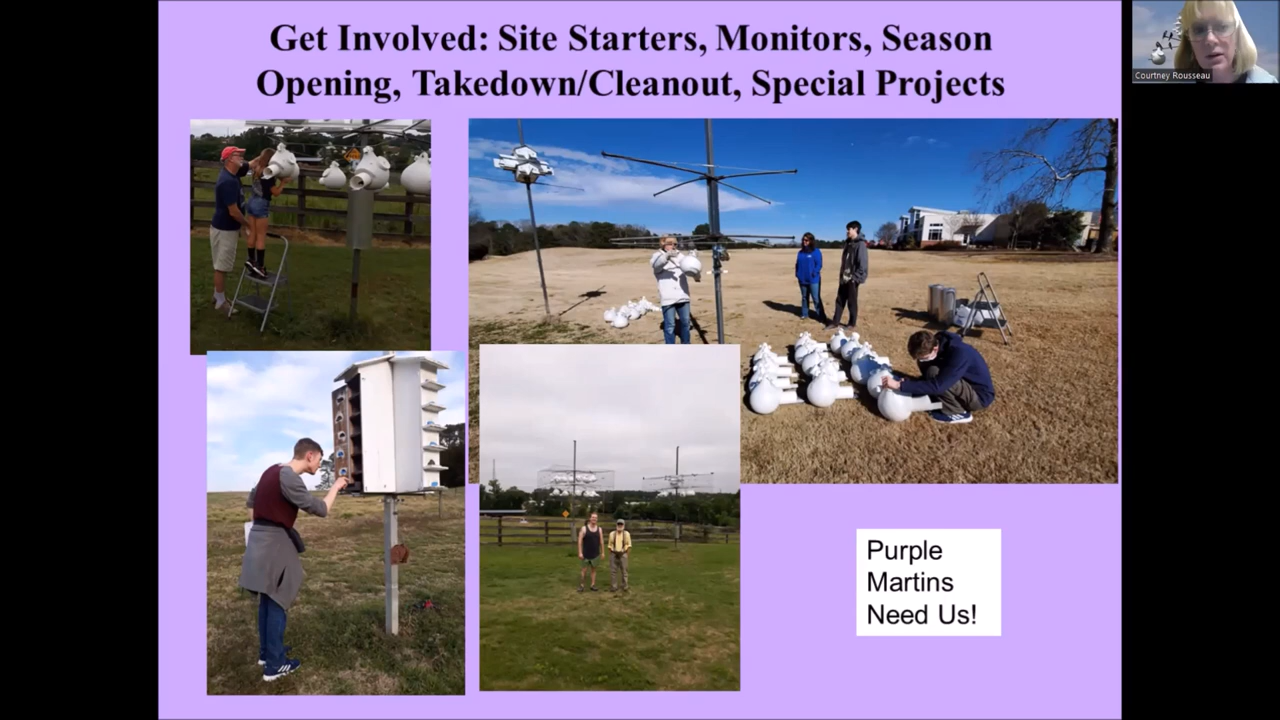 Get Involved: Site Starters, Monitors, Season
Opening, Takedown/Cleanout, Special Projects
Courtney Rousseau
Purple
Martins
Need Us!